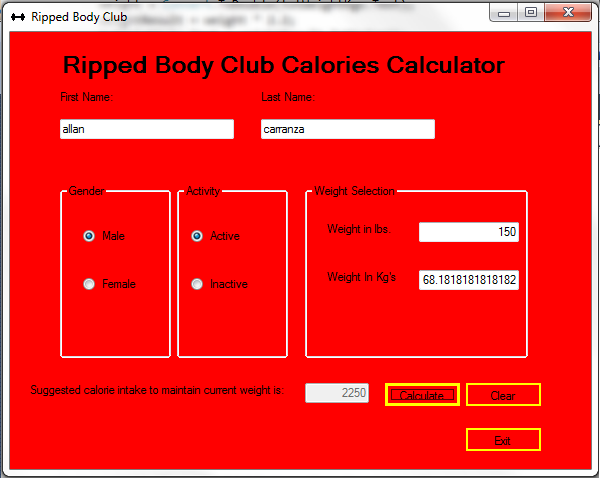 Ripped Body Club
Ripped Body Club Calories Calculator
First Name:
Last Name:
allan
carranza
Gender
Activity
Weight Selection
Male
Active
Weight in lbs.
150
Female
Inactive
Weight In Kg's
68.1818181818182
Suggested calorie intake to maintain current weight is:
2250
Calculate
Clear
Exit